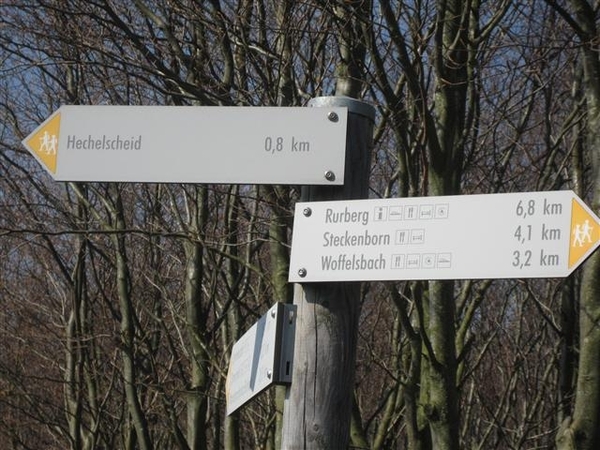 Hechelscheid 0,8 km
Rurberg 6,8 km
Steckenborn 4,1 km
Woffelsbach 3,2 km